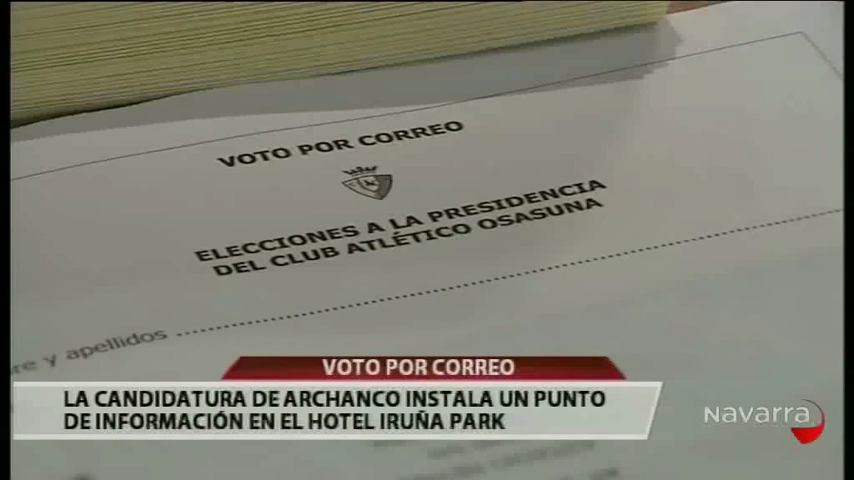 VOTO POR CORREO
ELECCIONES A LA PRESIDENCIA
DEL CLUB ATLÉTICO OSASUNA
re y apellidos
VOTO POR CORREO
LA CANDIDATURA DE ARCHANCO INSTALA UN PUNTO
DE INFORMACIÓN EN EL HOTEL IRUÑA PARK
Navarra